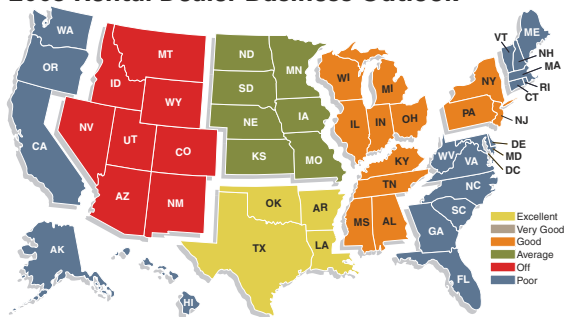 Rental Dealer Business Outlook
WA
OR
CA
AK
HI
MT
ID
WY
NV
UT
CO
AZ
NM
ND
MN
SD
NE
IA
KS
MO
OK
AR
TX
LA
WI
MI
IL
IN
OH
KY
TN
MS
AL
NY
PA
NJ
VT
ME
NH
MA
RI
CT
DE
MD
DC
WV
VA
NC
SC
GA
FL
Excellent
Very Good
Good
Average
Off
Poor